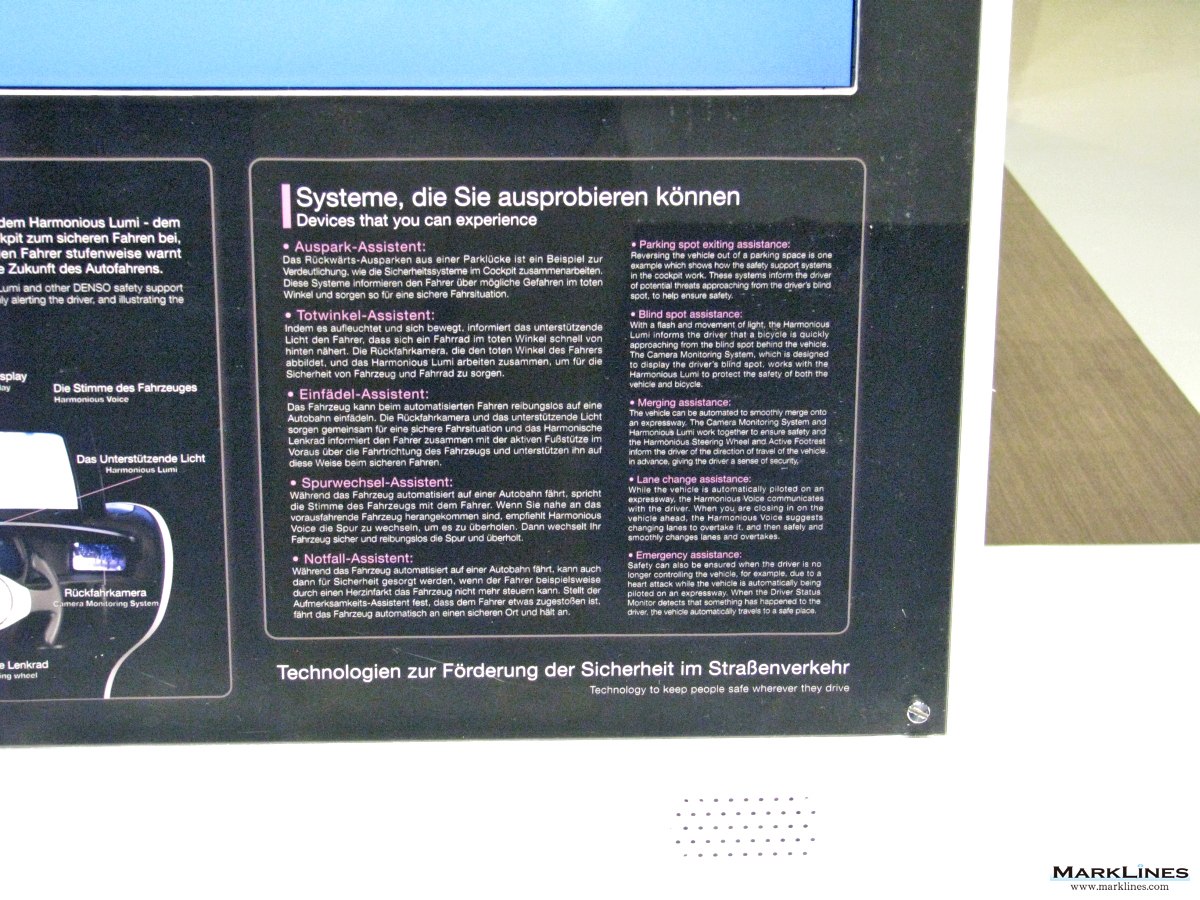 dem Harmonious Lumi - dem
kpit zum sicheren Fahren bei,
en Fahrer stufenweise warnt
e Zukunft des Autofahrens.
umi and other DENSO safety support
ly alerting the driver, and illustrating the
splay
ay
Die Stimme des Fahrzeuges
Harmonious Voice
Das Unterstützende Licht
Harmonious Lumi
Rückfahrkamera
Camera Monitoring System
e Lenkrad
ing wheel
Systeme, die Sie ausprobieren können
Devices that you can experience
• Auspark-Assistent:
Das Rückwärts-Ausparken aus einer Parklücke ist ein Beispiel zur
Verdeutlichung, wie die Sicherheitssysteme im Cockpit zusammenarbeiten.
Diese Systeme informieren den Fahrer über mögliche Gefahren im toten
Winkel und sorgen so für eine sichere Fahrsituation.
• Totwinkel-Assistent:
Indem es aufleuchtet und sich bewegt, informiert das unterstützende
Licht den Fahrer, dass sich ein Fahrrad im toten Winkel schnell von
hinten nähert. Die Rückfahrkamera, die den toten Winkel des Fahrers
abbildet, und das Harmonious Lumi arbeiten zusammen, um für die
Sicherheit von Fahrzeug und Fahrrad zu sorgen.
• Einfädel-Assistent:
Das Fahrzeug kann beim automatisierten Fahren reibungslos auf eine
Autobahn einfädeln. Die Rückfahrkamera und das unterstützende Licht
sorgen gemeinsam für eine sichere Fahrsituation und das Harmonische
Lenkrad informiert den Fahrer zusammen mit der aktiven Fußstütze im
Voraus über die Fahrtrichtung des Fahrzeugs und unterstützen ihn auf
diese Weise beim sicheren Fahren.
• Spurwechsel-Assistent:
Während das Fahrzeug automatisiert auf einer Autobahn fährt, spricht
die Stimme des Fahrzeugs mit dem Fahrer. Wenn Sie nahe an das
vorausfahrende Fahrzeug herangekommen sind, empfiehlt Harmonious
Voice die Spur zu wechseln, um es zu überholen. Dann wechselt Ihr
Fahrzeug sicher und reibungslos die Spur und überholt.
• Notfall-Assistent:
Während das Fahrzeug automatisiert auf einer Autobahn fährt, kann auch
dann für Sicherheit gesorgt werden, wenn der Fahrer beispielsweise
durch einen Herzinfarkt das Fahrzeug nicht mehr steuern kann. Stellt der
Aufmerksamkeits-Assistent fest, dass dem Fahrer etwas zugestoßen ist,
fährt das Fahrzeug automatisch an einen sicheren Ort und hält an.
• Parking spot exiting assistance:
Reversing the vehicle out of a parking space is one
example which shows how the safety support systems
in the cockpit work. These systems inform the driver
of potential threats approaching from the driver's blind
spot, to help ensure safety.
• Blind spot assistance:
With a flash and movement of light, the Harmonious
Lumi informs the driver that a bicycle is quickly
approaching from the blind spot behind the vehicle.
The Camera Monitoring System, which is designed
to display the driver's blind spot, works with the
Harmonious Lumi to protect the safety of both the
vehicle and bicycle.
• Merging assistance:
The vehicle can be automated to smoothly merge onto
an expressway. The Camera Monitoring System and
Harmonious Lumi work together to ensure safety and
the Harmonious Steering Wheel and Active Footrest
inform the driver of the direction of travel of the vehicle
in advance, giving the driver a sense of security.
• Lane change assistance:
While the vehicle is automatically piloted on an
expressway, the Harmonious Voice communicates
with the driver. When you are closing in on the
vehicle ahead, the Harmonious Voice suggests
changing lanes to overtake it, and then safely and
smoothly changes lanes and overtakes.
• Emergency assistance:
Safety can also be ensured when the driver is no
longer controlling the vehicle, for example, due to a
heart attack while the vehicle is automatically being
piloted on an expressway. When the Driver Status
Monitor detects that something has happened to the
driver, the vehicle automatically travels to a safe place.
Technologien zur Förderung der Sicherheit im Straßenverkehr
Technology to keep people safe wherever they drive
MARKLINES
www.marklines.com